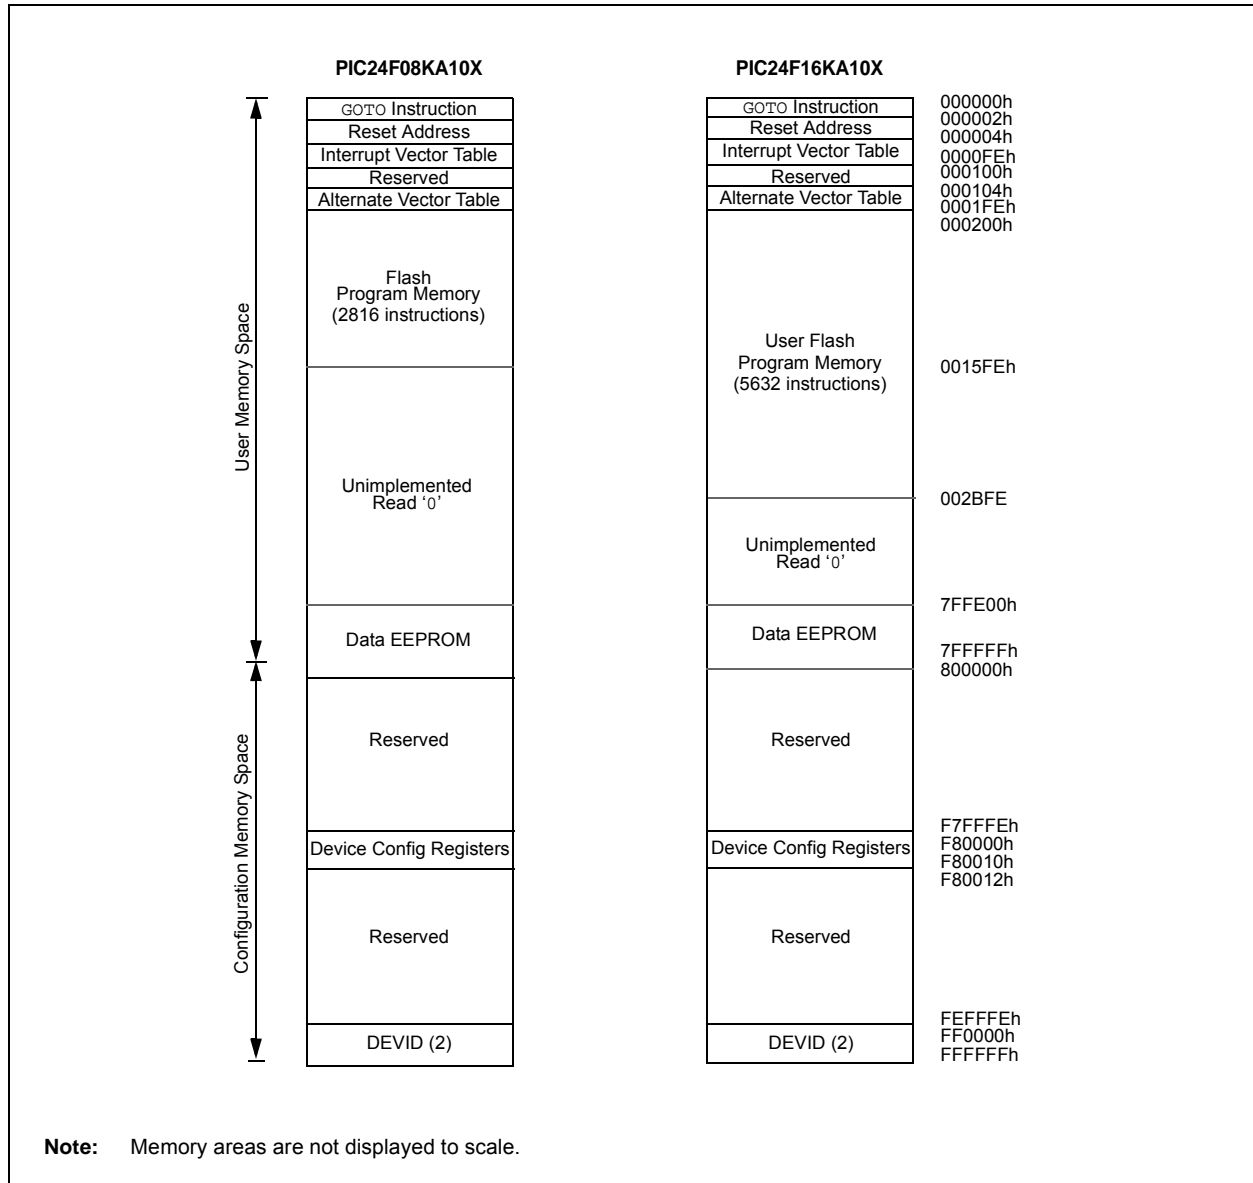 PIC24F08KA10X
GOTO Instruction
Reset Address
Interrupt Vector Table
Reserved
Alternate Vector Table
Flash
Program Memory
(2816 instructions)
Unimplemented
Read ‘0’
Data EEPROM
Reserved
Device Config Registers
Reserved
DEVID (2)
User Memory Space
Configuration Memory Space
PIC24F16KA10X
GOTO Instruction
Reset Address
Interrupt Vector Table
Reserved
Alternate Vector Table
User Flash
Program Memory
(5632 instructions)
Unimplemented
Read ‘0’
Data EEPROM
Reserved
Device Config Registers
Reserved
DEVID (2)
000000h
000002h
000004h
0000FEh
000100h
000104h
0001FEh
000200h
0015FEh
002BFE
7FFE00h
7FFFFFh
800000h
F7FFFEh
F80000h
F80010h
F80012h
FEFFFEh
FF0000h
FFFFFFh
Note: Memory areas are not displayed to scale.